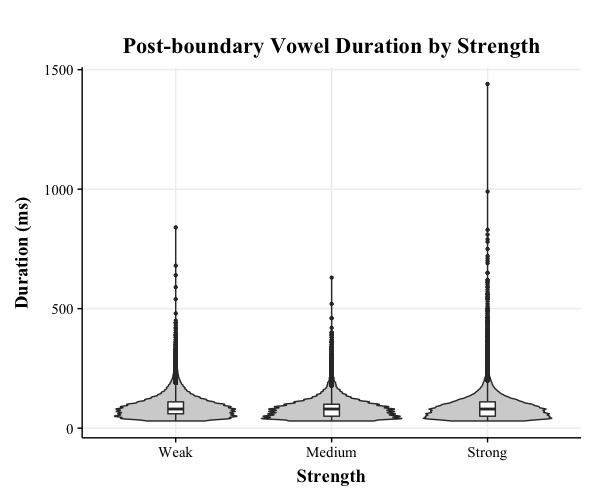 Post-boundary Vowel Duration by Strength
1500
1000
500
0
Duration (ms)
Weak Medium Strong
Strength